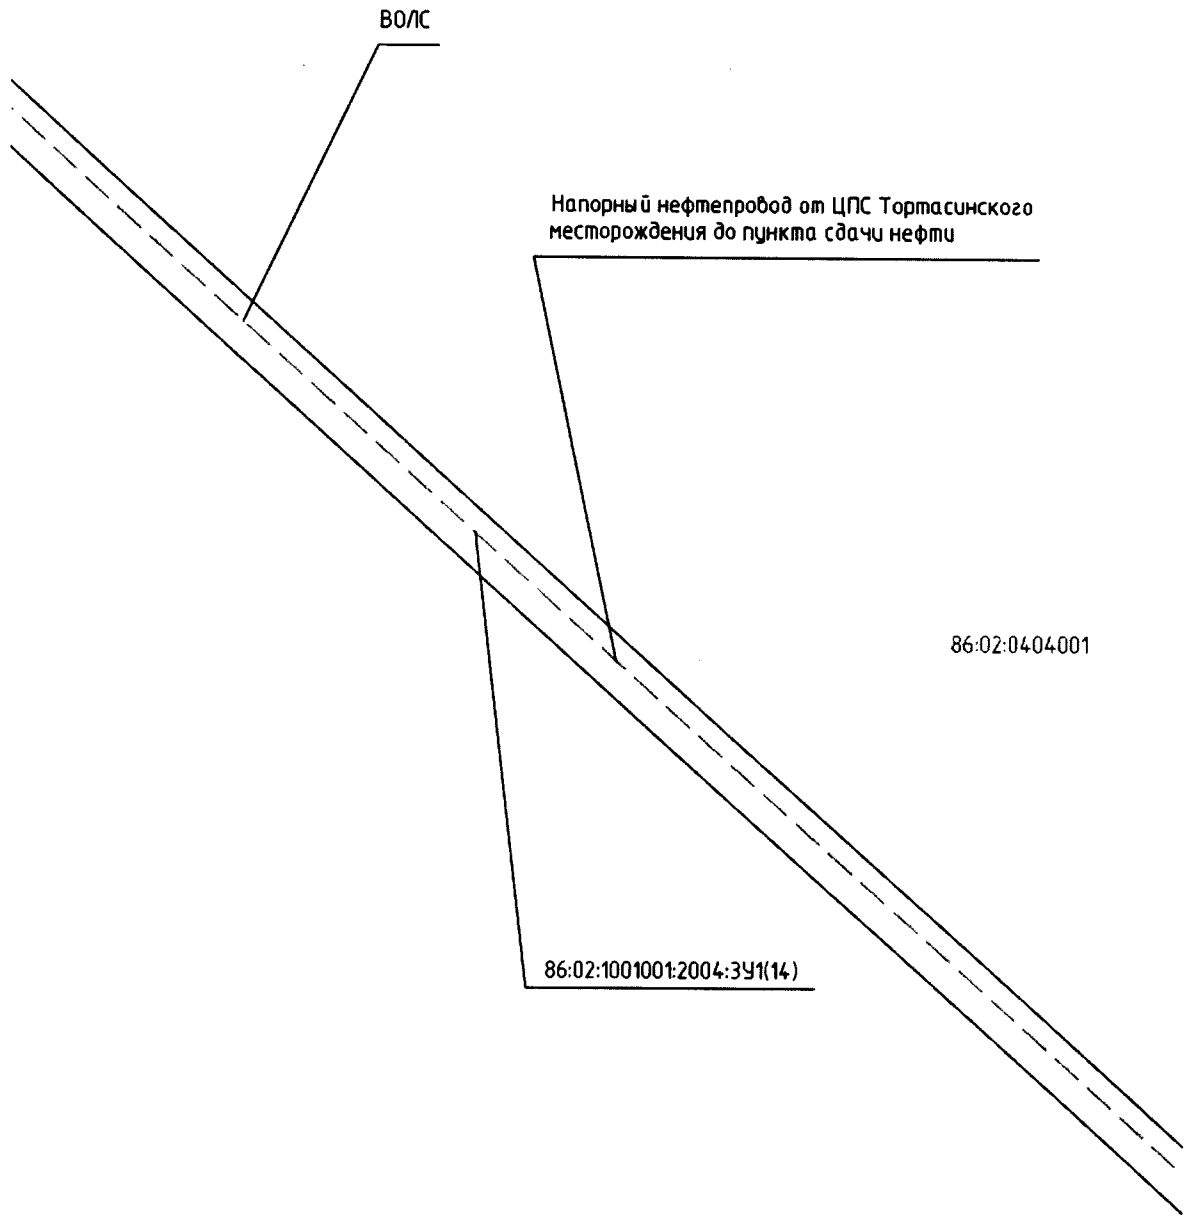 ВОЛС
Напорный нефтепровод от ЦПС Тортасинского
месторождения до пункта сдачи нефти
86:02:0404001
86:02:1001001:2004:ЗУ1(14)